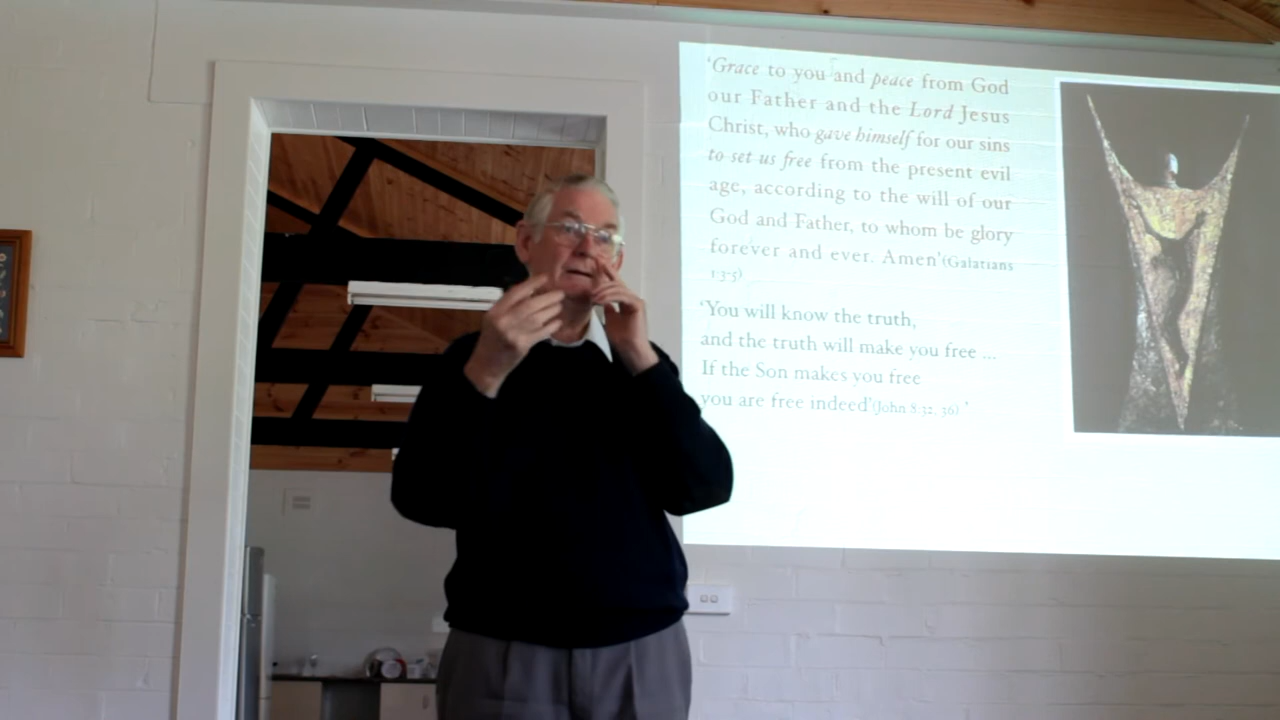 ‘Grace to you and peace from God
our Father and the Lord Jesus
Christ, who gave himself for our sins
to set us free from the present evil
age, according to the will of our
God and Father, to whom be glory
forever and ever. Amen’(Galatians
1:3-5)
‘You will know the truth,
and the truth will make you free ...
If the Son makes you free
you are free indeed’(John 8:32, 36) ’